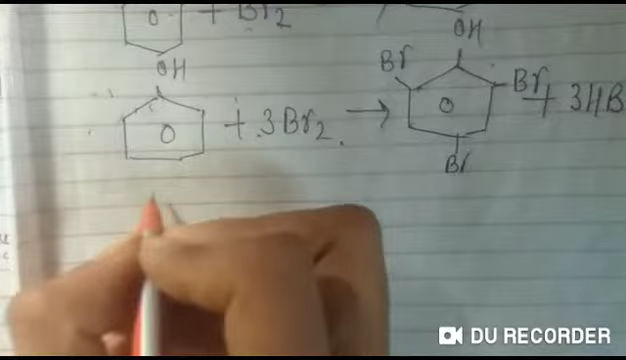 + Br2
OH
OH
Br
Br
O + 3Br2. → O + 3HB
Br
DU RECORDER